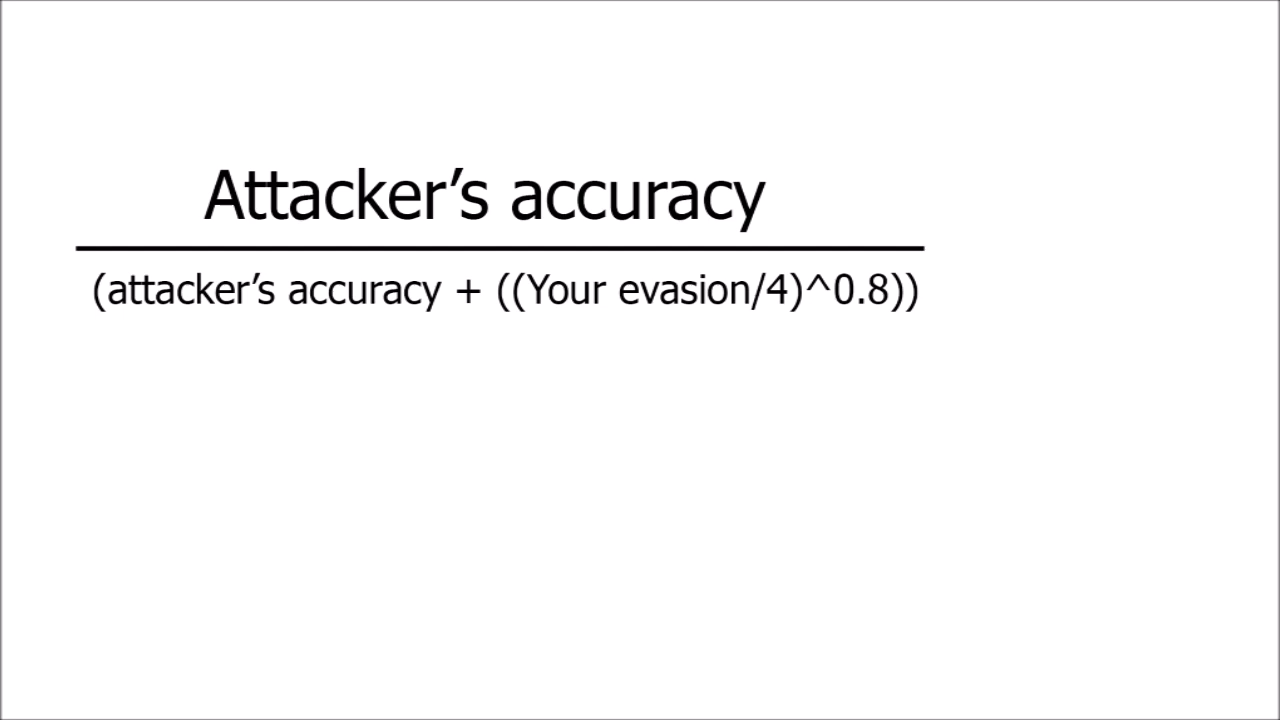 Attacker’s accuracy
(attacker’s accuracy + ((Your evasion/4)^0.8))